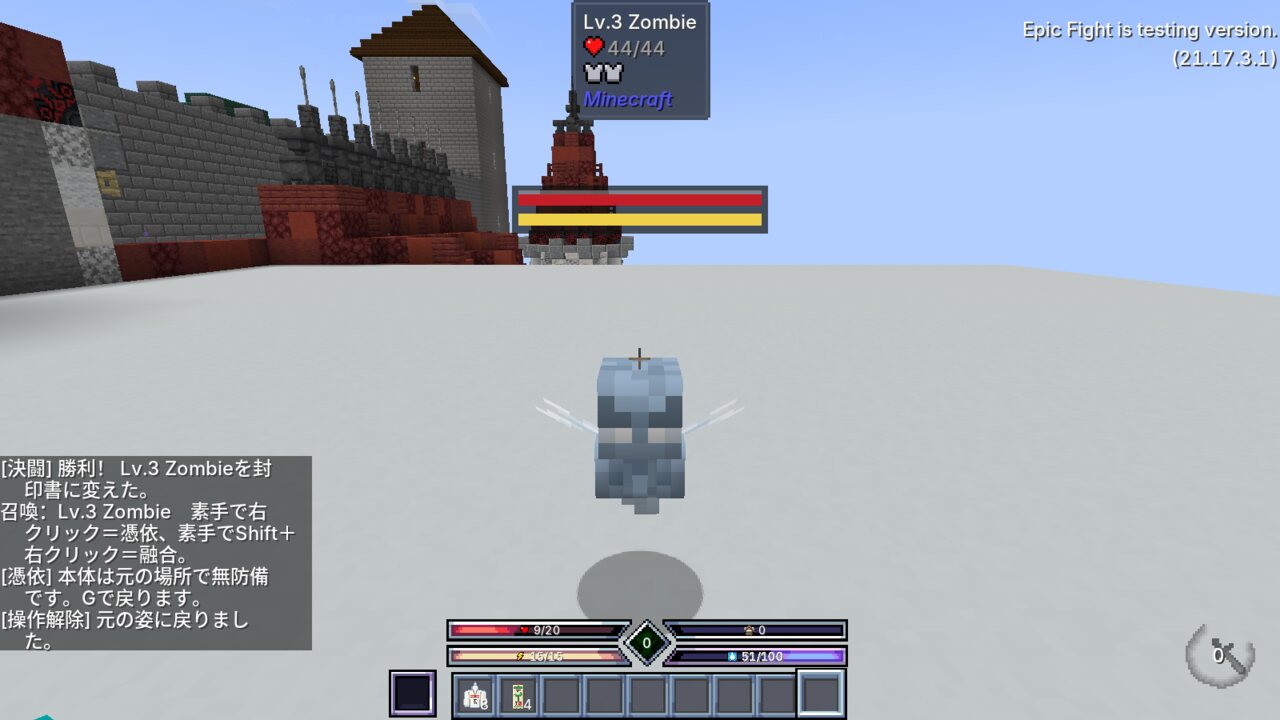 Lv.3 Zombie
44/44
Minecraft
Epic Fight is testing version.
(21.17.3.1)
[決闘] 勝利! Lv.3 Zombieを封
印書に変えた。
召喚: Lv.3 Zombie 素手で右
クリック＝憑依、素手でShift＋
右クリック＝融合。
[憑依] 本体は元の場所で無防備
です。Gで戻ります。
[操作解除] 元の姿に戻りまし
た。
9/20
0
0
15/15
51/100
4
0